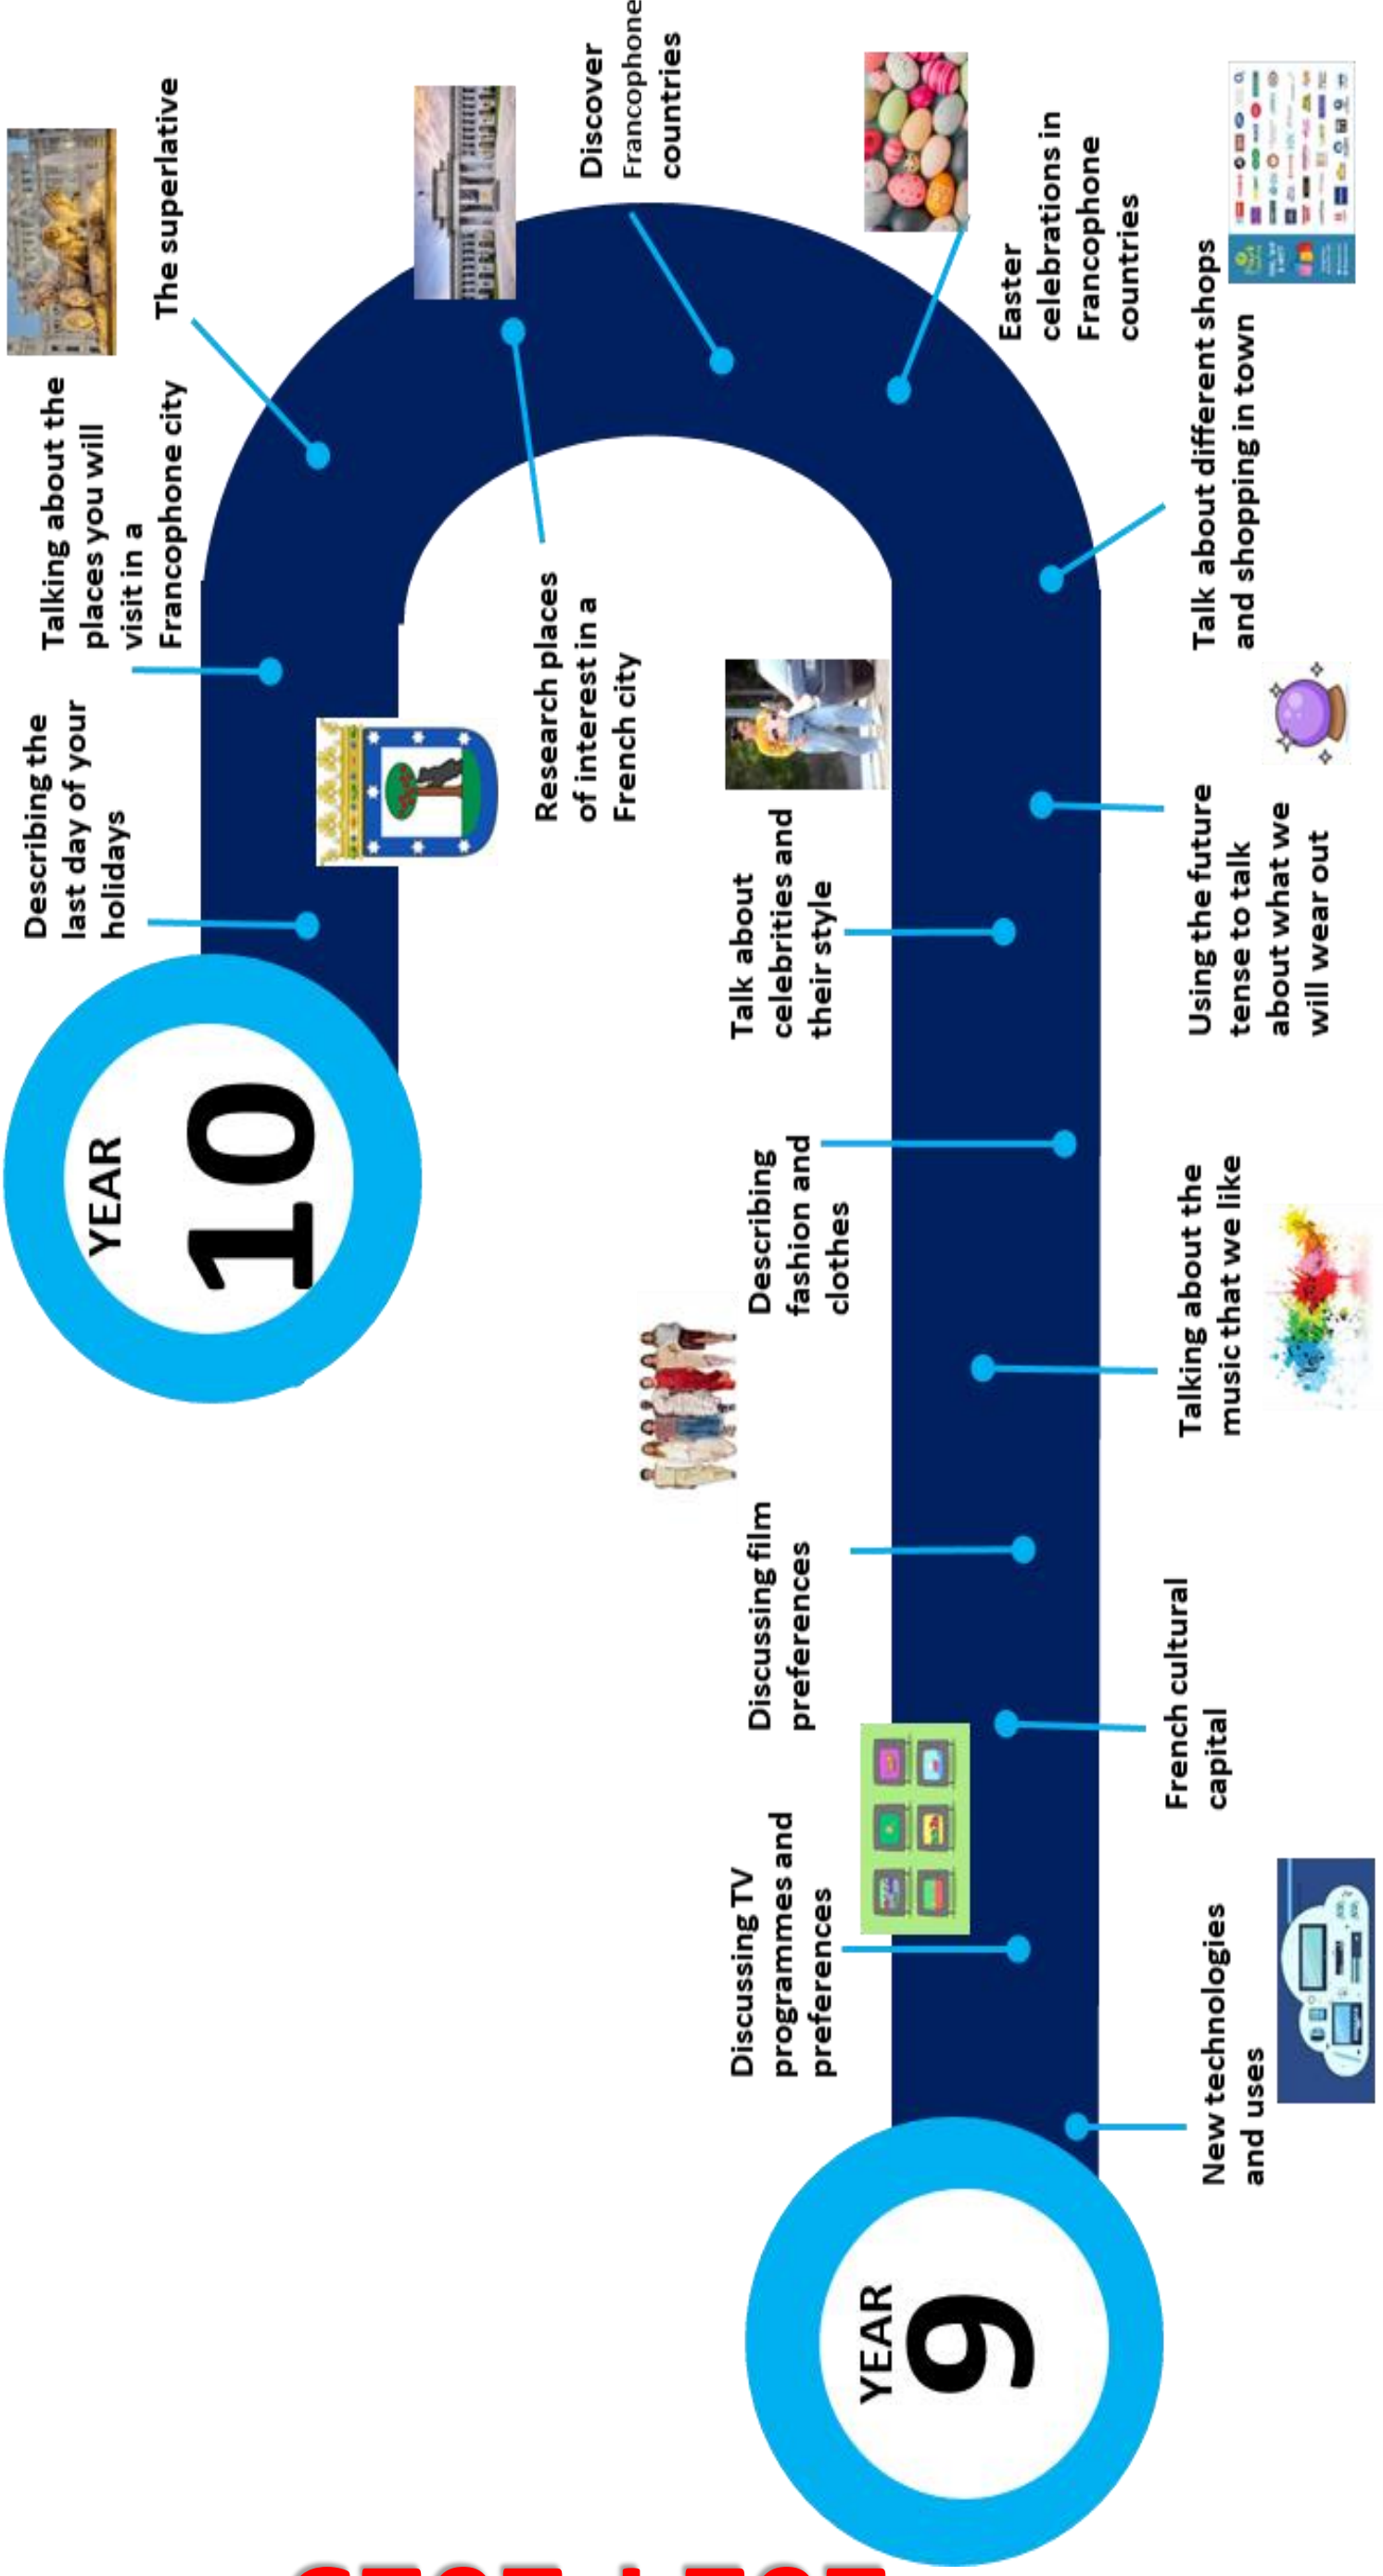 YEAR
10
Describing the
last day of your
holidays
Talking about the
places you will
visit in a
Francophone city
The superlative
Research places
of interest in a
French city
Discover
Francophone
countries
Easter
celebrations in
Francophone
countries
Talk about different shops
and shopping in town
Using the future
tense to talk
about what we
will wear out
Talk about
celebrities and
their style
Describing
fashion and
clothes
Talking about the
music that we like
Discussing film
preferences
French cultural
capital
Discussing TV
programmes and
preferences
New technologies
and uses
YEAR
9